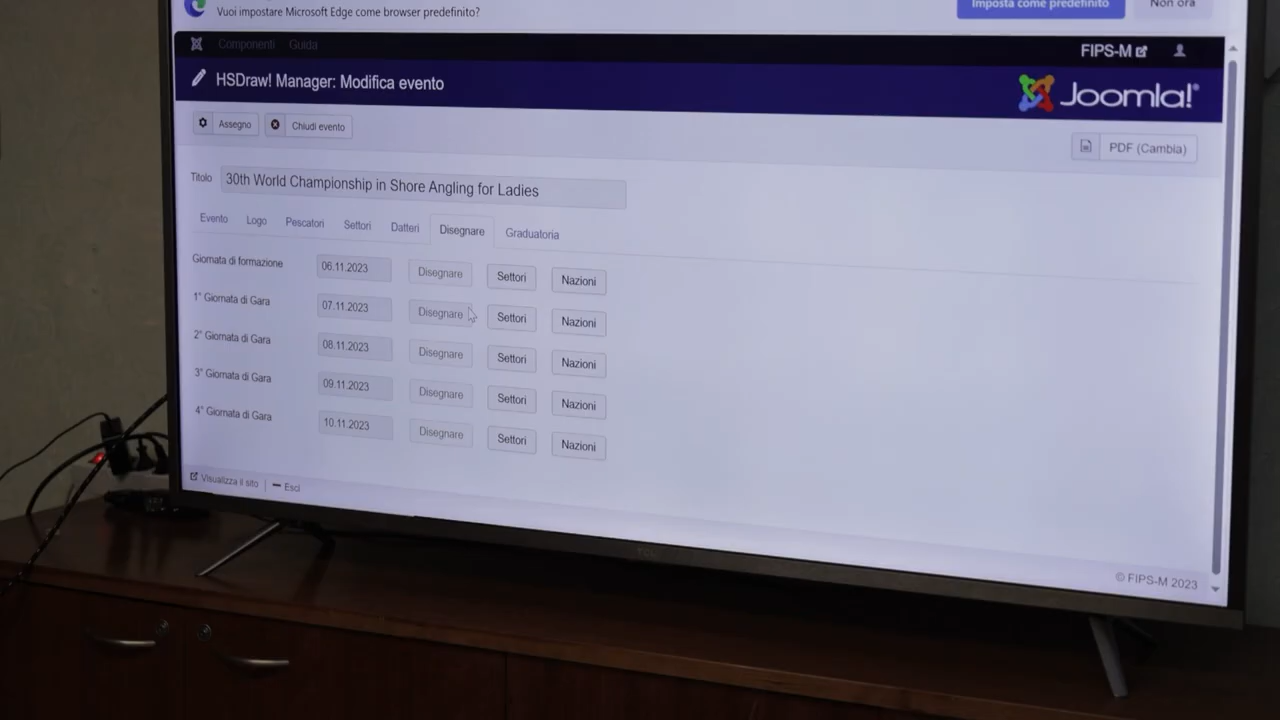 Vuoi impostare Microsoft Edge come browser predefinito?
Imposta come predefinito
Non ora
Componenti Guida
FIPS-M
HSDraw! Manager: Modifica evento
Joomla!®
Assegno
Chiudi evento
PDF (Cambia)
Titolo 30th World Championship in Shore Angling for Ladies
Evento Logo Pescatori Settori Datteri Disegnare Graduatoria
Giornata di formazione 06.11.2023 Disegnare Settori Nazioni
1° Giornata di Gara 07.11.2023 Disegnare Settori Nazioni
2° Giornata di Gara 08.11.2023 Disegnare Settori Nazioni
3° Giornata di Gara 09.11.2023 Disegnare Settori Nazioni
4° Giornata di Gara 10.11.2023 Disegnare Settori Nazioni
Visualizza il sito Esci
© FIPS-M 2023
TCL